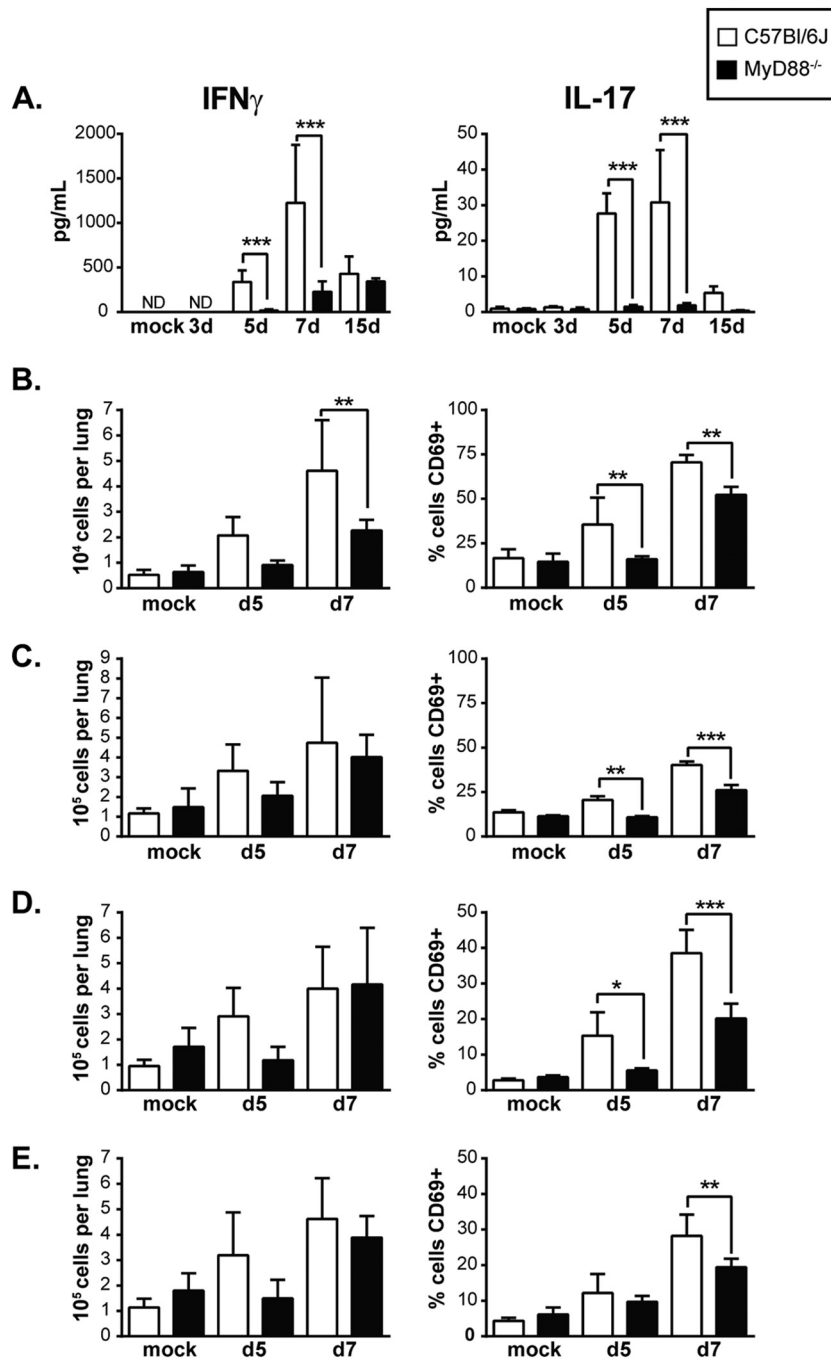 C57Bl/6J
MyD88-/-
A.
IFNγ
IL-17
pg/mL
2000
1500
1000
500
0
ND
ND
***
***
mock 3d 5d 7d 15d
pg/mL
50
40
30
20
10
0
***
***
mock 3d 5d 7d 15d
B.
10⁴ cells per lung
7
6
5
4
3
2
1
0
**
mock d5 d7
% cells CD69+
100
75
50
25
0
**
**
mock d5 d7
C.
10⁵ cells per lung
9
8
7
6
5
4
3
2
1
0
mock d5 d7
% cells CD69+
100
75
50
25
0
**
***
mock d5 d7
D.
10⁵ cells per lung
7
6
5
4
3
2
1
0
mock d5 d7
% cells CD69+
50
40
30
20
10
0
*
***
mock d5 d7
E.
10⁵ cells per lung
7
6
5
4
3
2
1
0
mock d5 d7
% cells CD69+
50
40
30
20
10
0
**
mock d5 d7